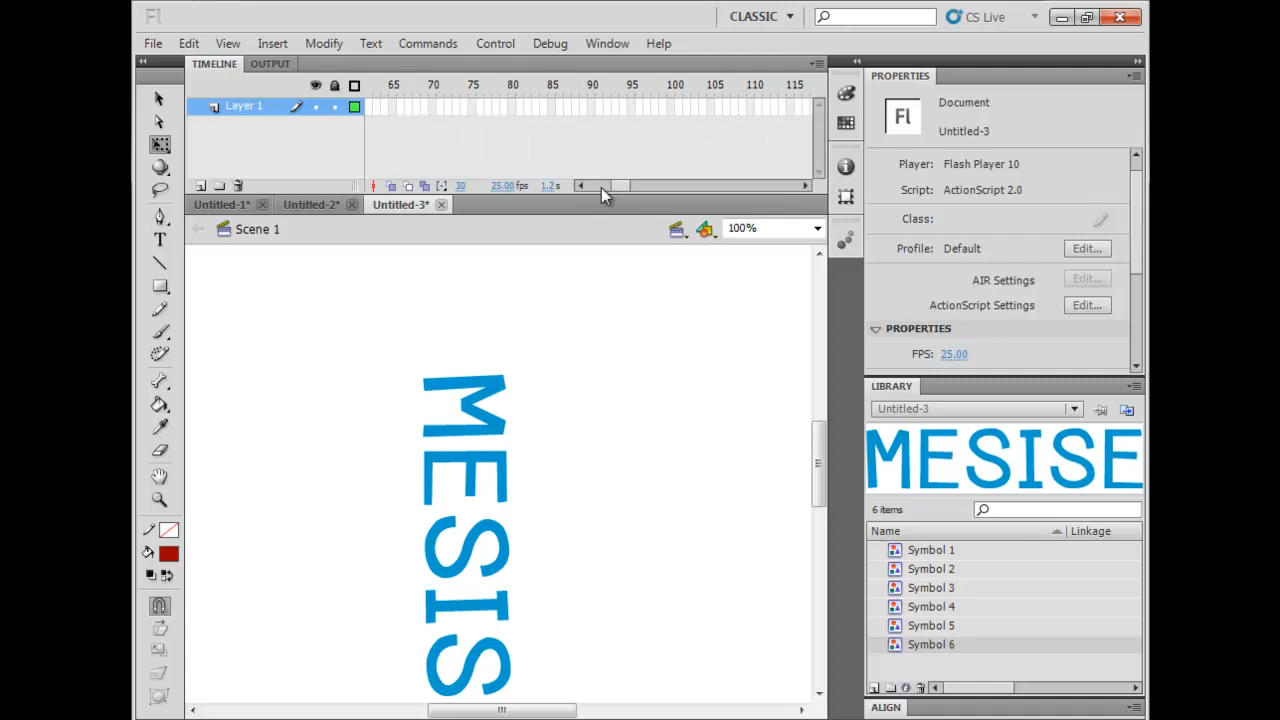 Fl CLASSIC CS Live
File Edit View Insert Modify Text Commands Control Debug Window Help
TIMELINE OUTPUT
65 70 75 80 85 90 95 100 105 110 115
Layer 1
30 25.00 fps 1.2 s
Untitled-1* Untitled-2* Untitled-3*
Scene 1 100%
MESIS
PROPERTIES
Fl Document
Untitled-3
Player: Flash Player 10
Script: ActionScript 2.0
Class:
Profile: Default Edit...
AIR Settings Edit...
ActionScript Settings Edit...
PROPERTIES
FPS: 25.00
LIBRARY
Untitled-3
MESISE
6 items
Name Linkage
Symbol 1
Symbol 2
Symbol 3
Symbol 4
Symbol 5
Symbol 6
ALIGN